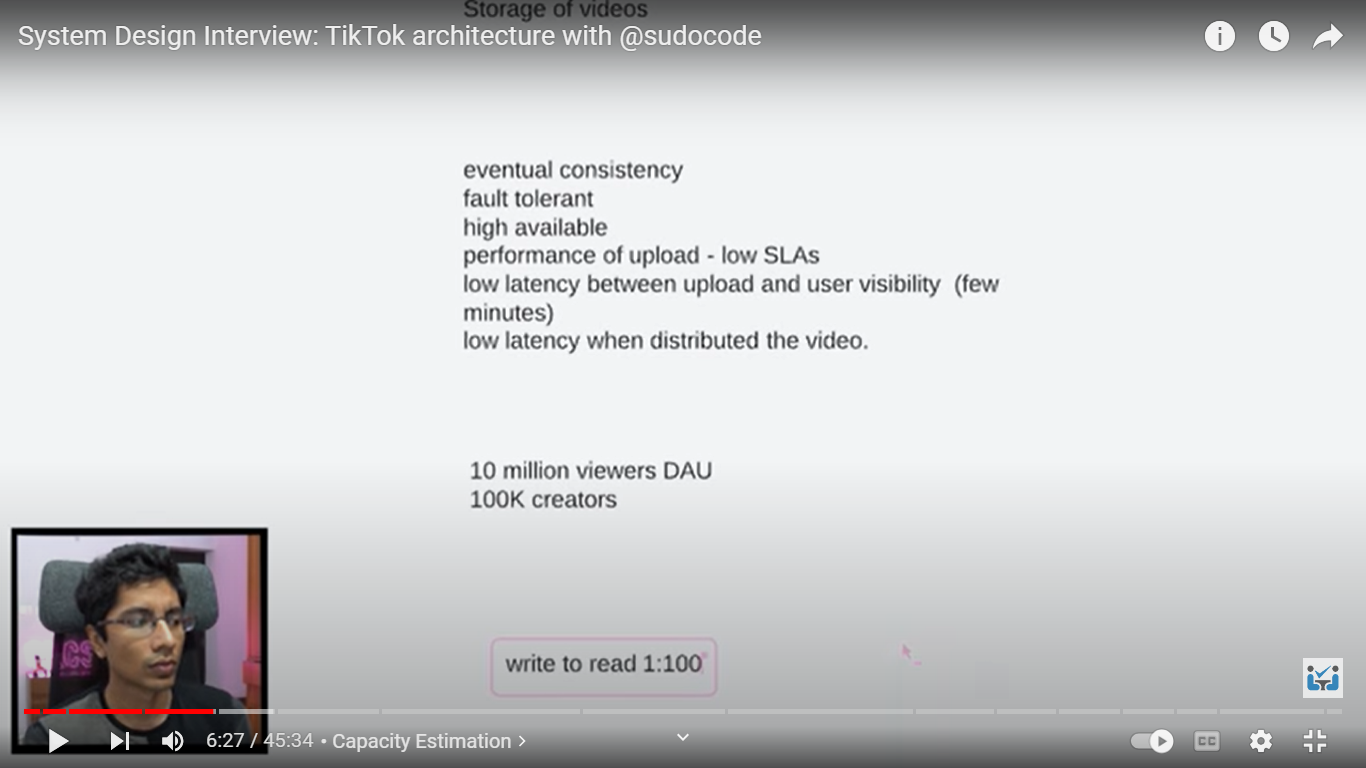 Storage of videos
System Design Interview: TikTok architecture with @sudocode
eventual consistency
fault tolerant
high available
performance of upload - low SLAs
low latency between upload and user visibility (few
minutes)
low latency when distributed the video.
10 million viewers DAU
100K creators
write to read 1:100
CS
6:27 / 45:34 • Capacity Estimation >
CC